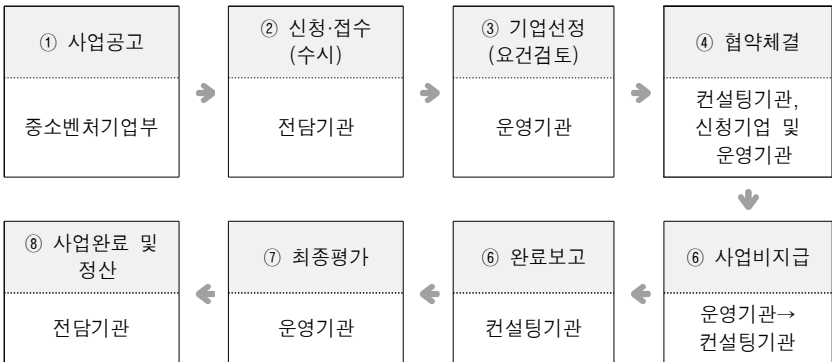 ① 사업공고
중소벤처기업부
② 신청·접수
(수시)
전담기관
③ 기업선정
(요건검토)
운영기관
④ 협약체결
컨설팅기관,
신청기업 및
운영기관
⑥ 사업비지급
운영기관→
컨설팅기관
⑥ 완료보고
컨설팅기관
⑦ 최종평가
운영기관
⑧ 사업완료 및
정산
전담기관